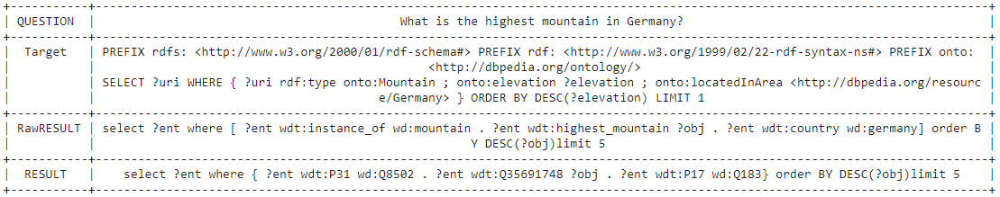 QUESTION What is the highest mountain in Germany?
Target PREFIX rdfs: <http://www.w3.org/2000/01/rdf-schema#> PREFIX rdf: <http://www.w3.org/1999/02/22-rdf-syntax-ns#> PREFIX onto:
<http://dbpedia.org/ontology/>
SELECT ?uri WHERE { ?uri rdf:type onto:Mountain ; onto:elevation ?elevation ; onto:locatedInArea <http://dbpedia.org/resourc
e/Germany> } ORDER BY DESC(?elevation) LIMIT 1
RawRESULT select ?ent where [ ?ent wdt:instance_of wd:mountain . ?ent wdt:highest_mountain ?obj . ?ent wdt:country wd:germany] order B
Y DESC(?obj)limit 5
RESULT select ?ent where { ?ent wdt:P31 wd:Q8502 . ?ent wdt:Q35691748 ?obj . ?ent wdt:P17 wd:Q183} order BY DESC(?obj)limit 5